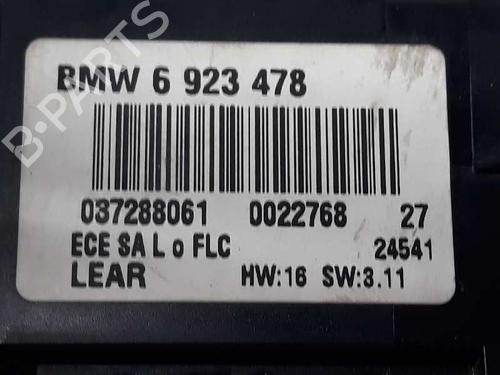 BMW 6 923 478
037288061 0022768 27
ECE SA L o FLC 24541
LEAR HW:16 SW:3.11
B-PARTS